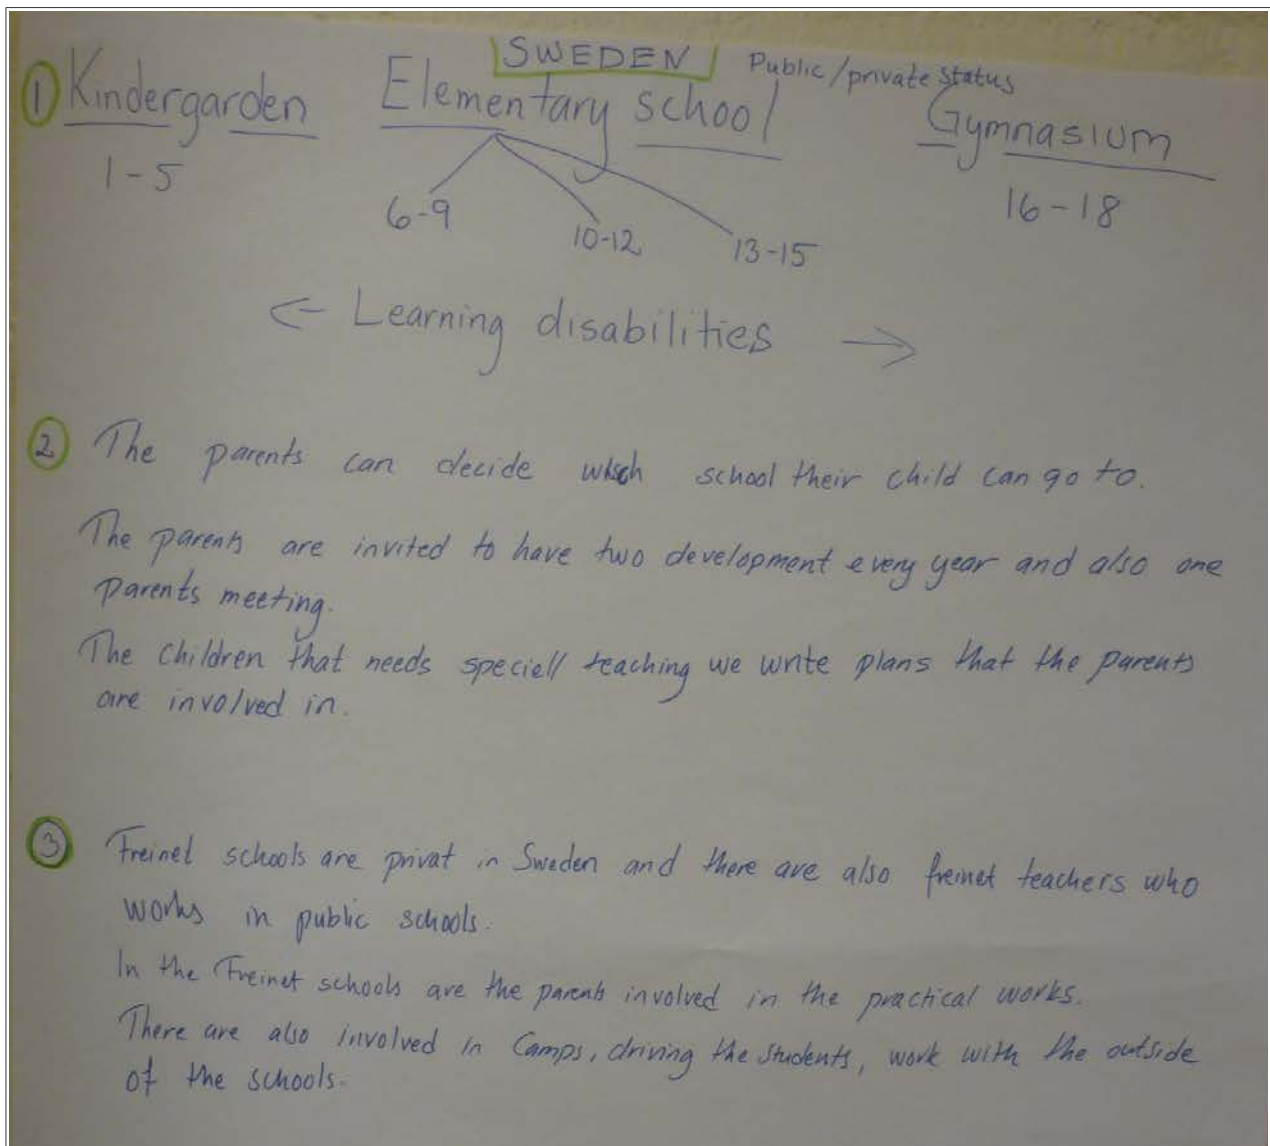 SWEDEN
Public/private status
① Kindergarden Elementary school Gymnasium
1-5 6-9 10-12 13-15 16-18
← Learning disabilities →
② The parents can decide which school their child can go to.
The parents are invited to have two development every year and also one
parents meeting.
The children that needs speciell teaching we write plans that the parents
are involved in.
③ Freinet schools are privat in Sweden and there are also freinet teachers who
works in public schools.
In the Freinet schools are the parents involved in the practical works.
There are also involved in Camps, driving the students, work with the outside
of the schools.